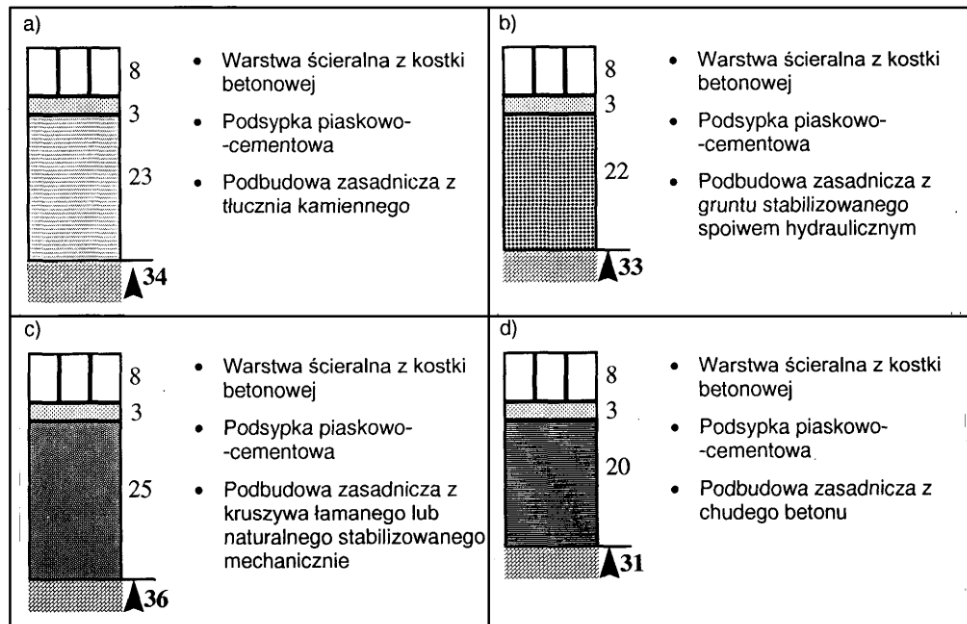 a)
8
3
23
34
• Warstwa ścieralna z kostki
betonowej
• Podsypka piaskowo-
-cementowa
• Podbudowa zasadnicza z
tłucznia kamiennego
b)
8
3
22
33
• Warstwa ścieralna z kostki
betonowej
• Podsypka piaskowo-
-cementowa
• Podbudowa zasadnicza z
gruntu stabilizowanego
spoiwem hydraulicznym
c)
8
3
25
36
• Warstwa ścieralna z kostki
betonowej
• Podsypka piaskowo-
-cementowa
• Podbudowa zasadnicza z
kruszywa łamanego lub
naturalnego stabilizowanego
mechanicznie
d)
8
3
20
31
• Warstwa ścieralna z kostki
betonowej
• Podsypka piaskowo-
-cementowa
• Podbudowa zasadnicza z
chudego betonu